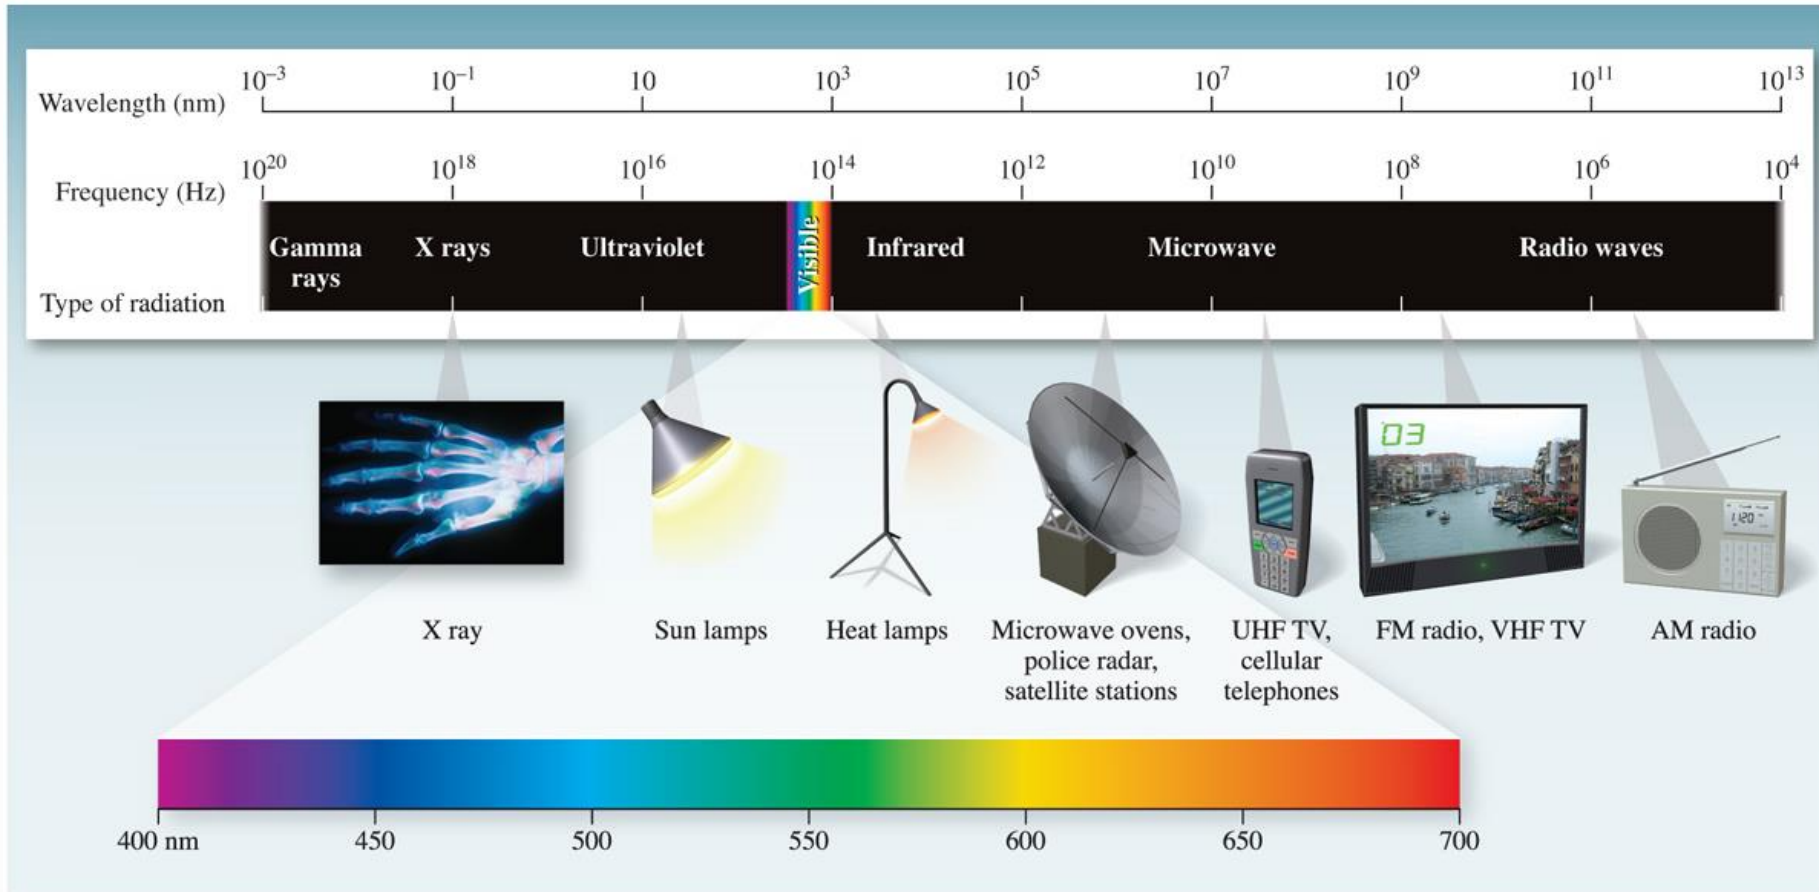 10⁻³ 10⁻¹ 10 10³ 10⁵ 10⁷ 10⁹ 10¹¹ 10¹³
Wavelength (nm)
10²⁰ 10¹⁸ 10¹⁶ 10¹⁴ 10¹² 10¹⁰ 10⁸ 10⁶ 10⁴
Frequency (Hz)
Gamma
rays
X rays
Ultraviolet
Visible
Infrared
Microwave
Radio waves
Type of radiation
03
1120
X ray
Sun lamps
Heat lamps
Microwave ovens,
police radar,
satellite stations
UHF TV,
cellular
telephones
FM radio, VHF TV
AM radio
400 nm 450 500 550 600 650 700